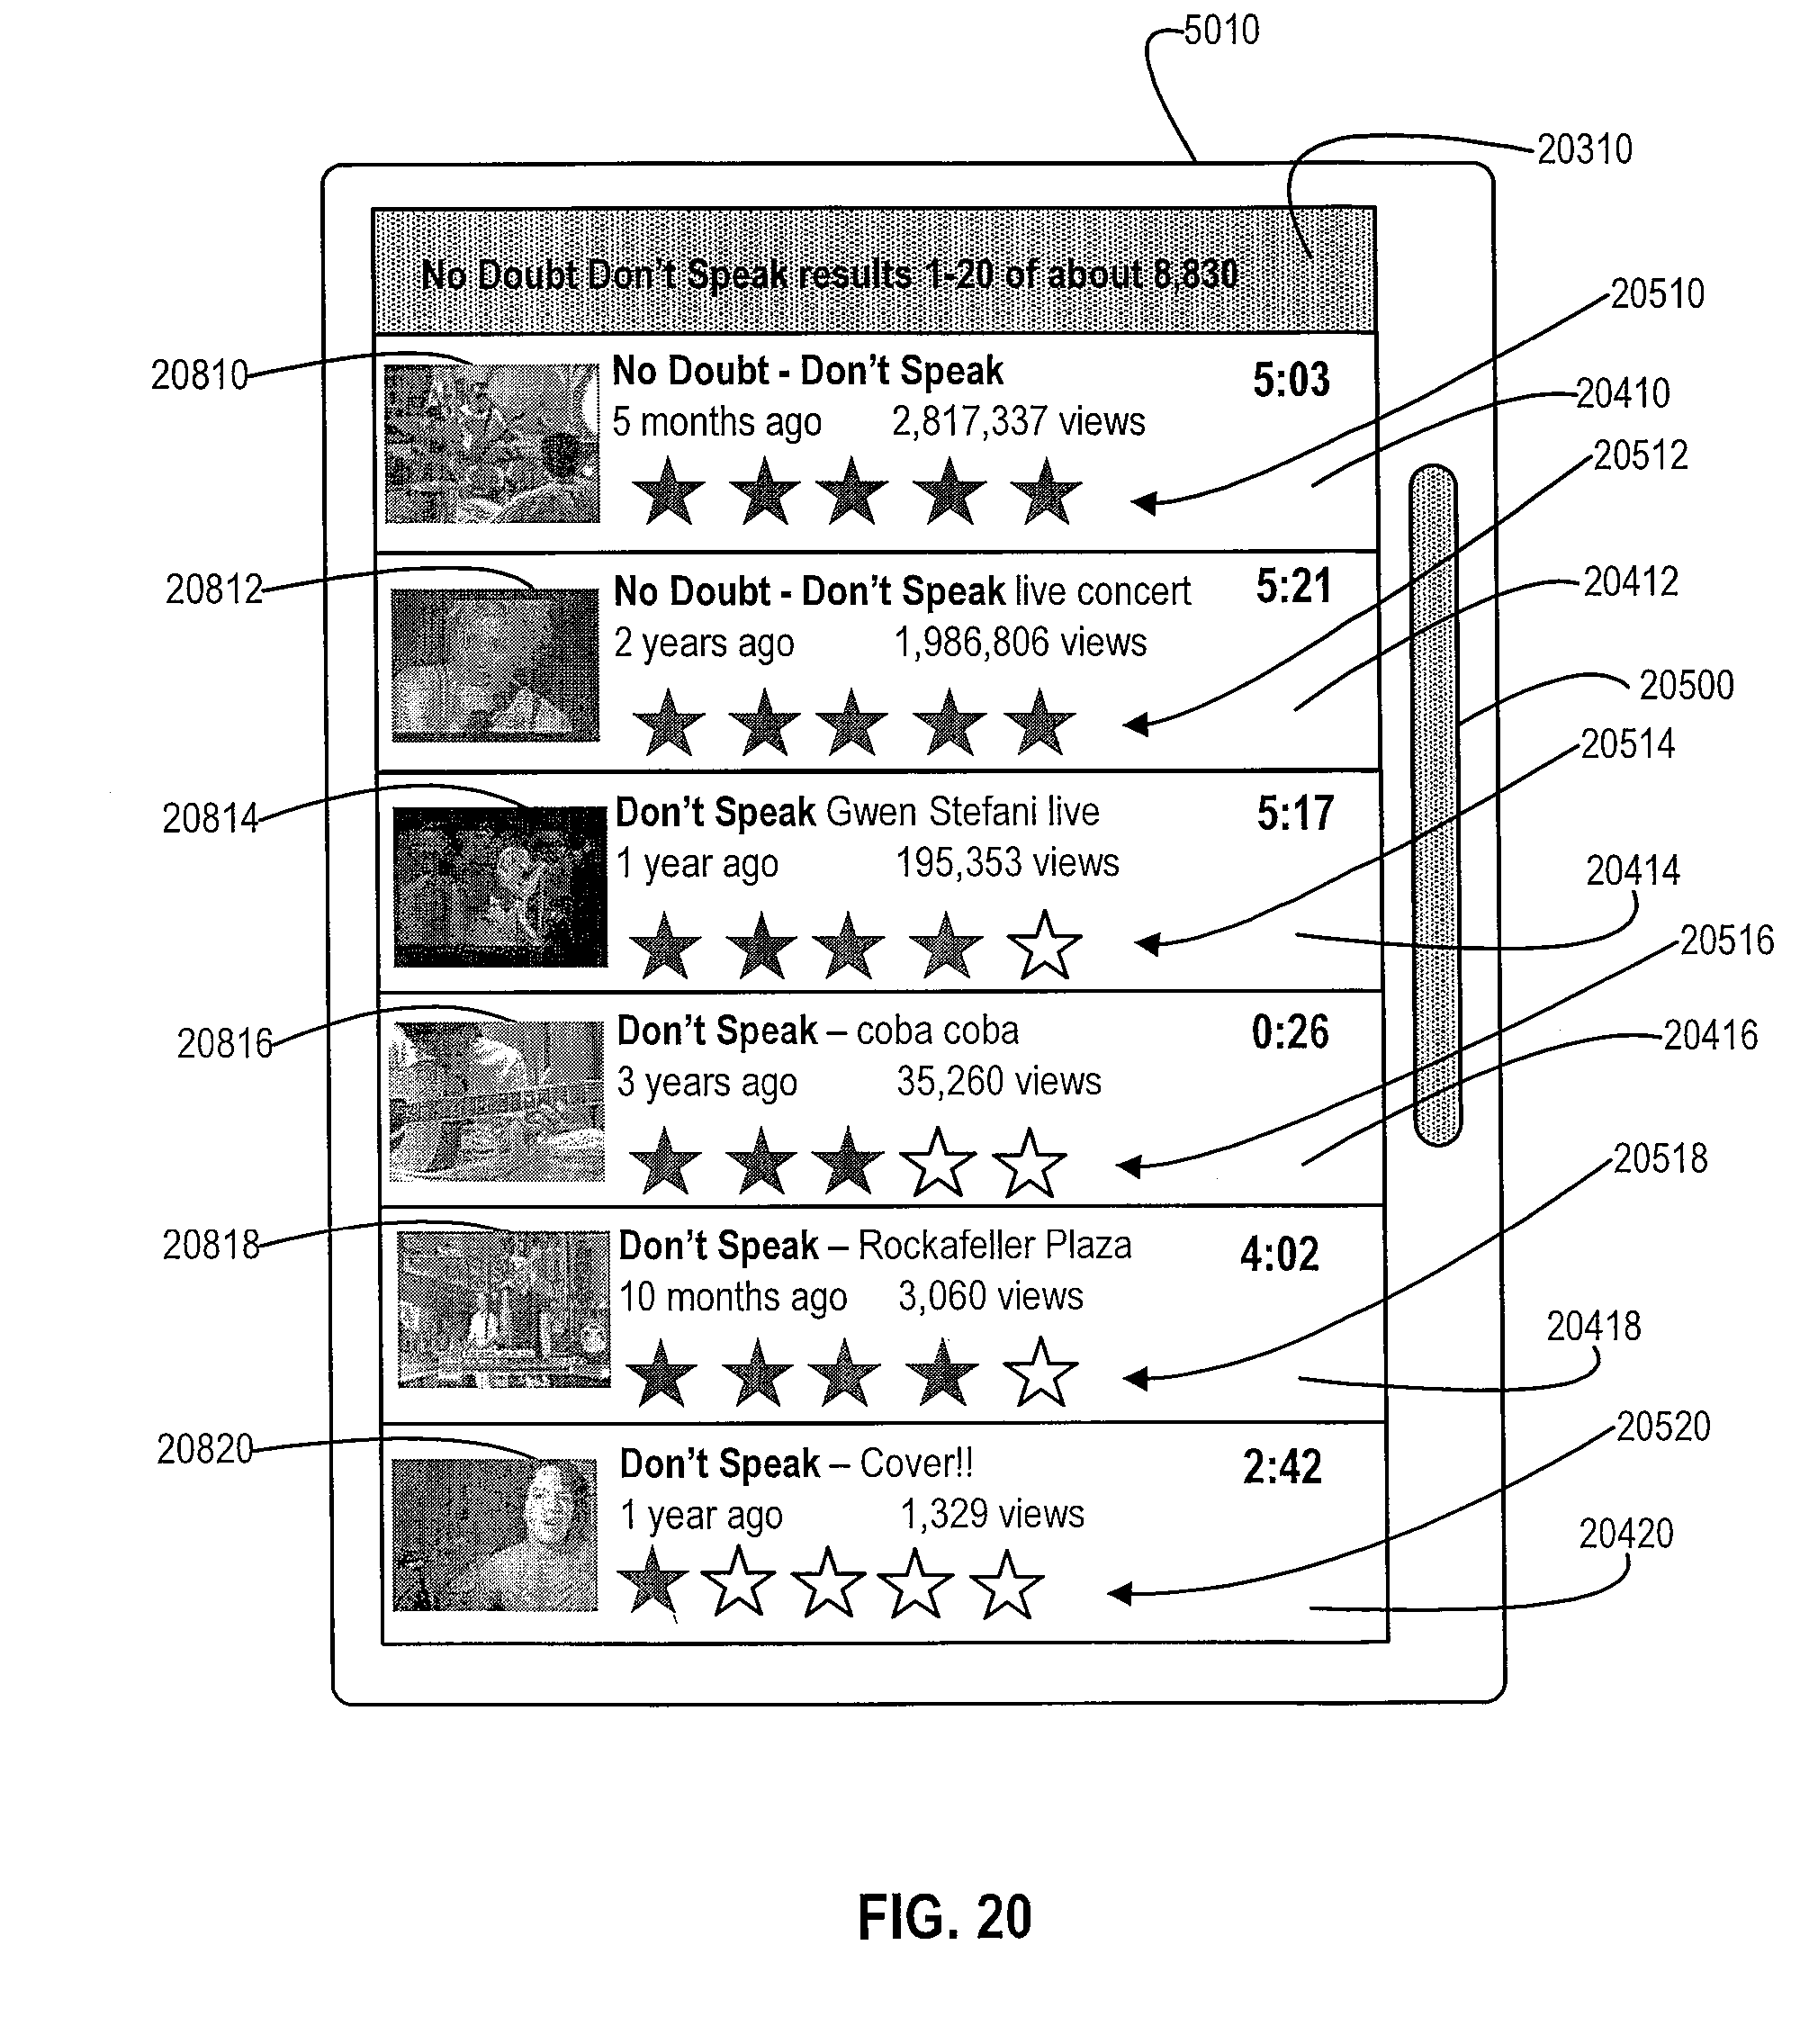 5010
20310
No Doubt Don't Speak results 1-20 of about 8,830
20510
20810
No Doubt - Don't Speak 5:03
20410
5 months ago 2,817,337 views
20512
20812
No Doubt - Don't Speak live concert 5:21
20412
2 years ago 1,986,806 views
20500
20514
20814
Don't Speak Gwen Stefani live 5:17
1 year ago 195,353 views
20414
20516
20816
Don't Speak – coba coba 0:26
20416
3 years ago 35,260 views
20518
20818
Don't Speak – Rockafeller Plaza 4:02
10 months ago 3,060 views
20418
20520
20820
Don't Speak – Cover!! 2:42
1 year ago 1,329 views
20420
FIG. 20